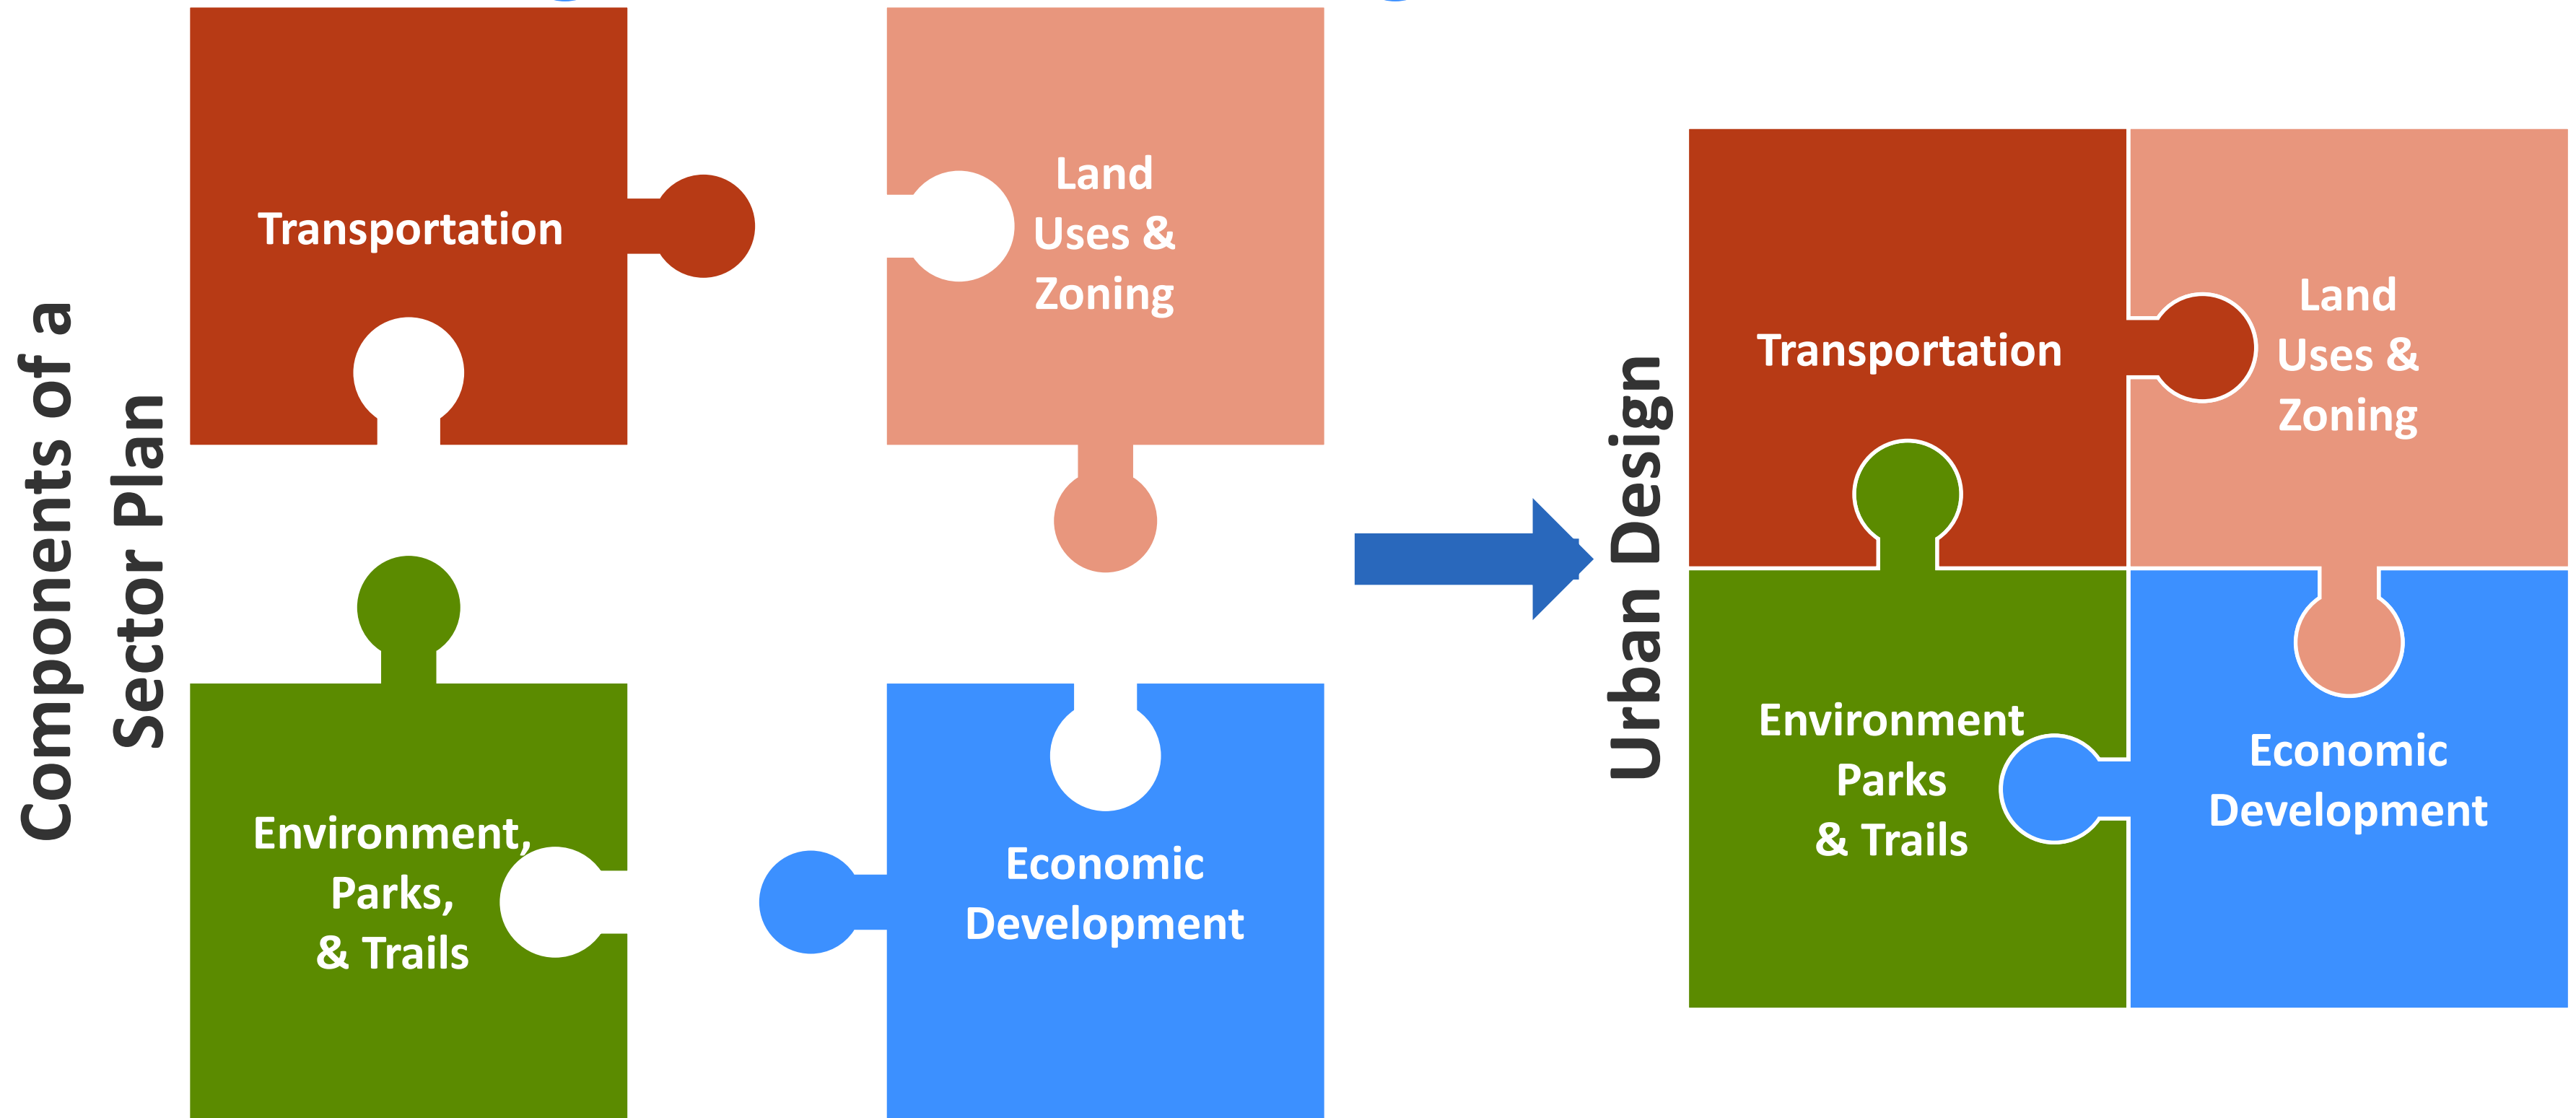 Components of a
Sector Plan
Transportation
Land
Uses &
Zoning
Environment,
Parks,
& Trails
Economic
Development
Urban Design
Transportation
Land
Uses &
Zoning
Environment
Parks
& Trails
Economic
Development